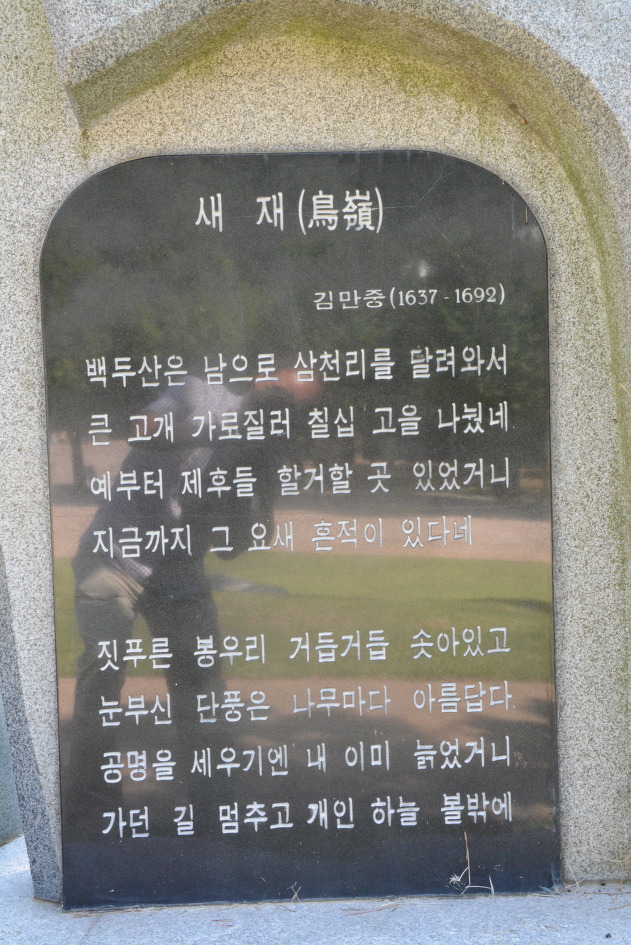 새 재(鳥嶺)
김만중(1637 - 1692)
백두산은 남으로 삼천리를 달려와서
큰 고개 가로질러 칠십 고을 나눴네
예부터 제후들 할거할 곳 있었거니
지금까지 그 요새 흔적이 있다네
짓푸른 봉우리 거듭거듭 솟아있고
눈부신 단풍은 나무마다 아름답다.
공명을 세우기엔 내 이미 늙었거니
가던 길 멈추고 개인 하늘 볼밖에